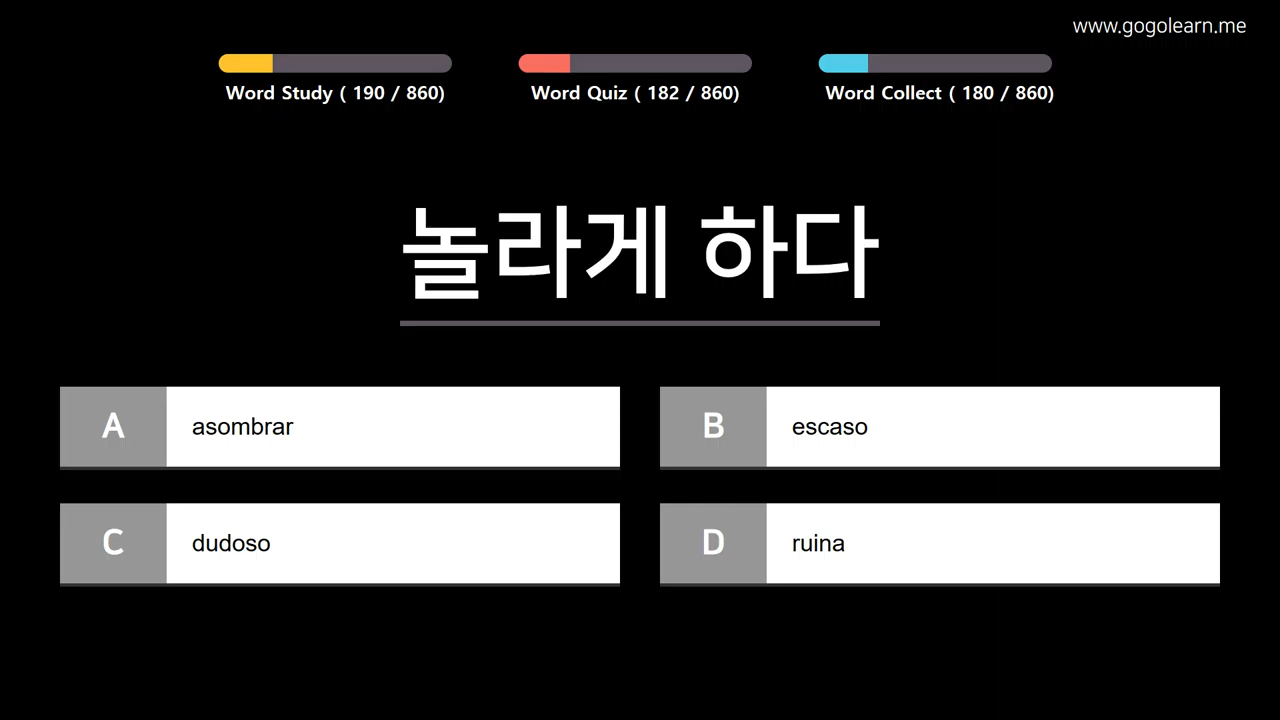 www.gogolearn.me
Word Study ( 190 / 860)
Word Quiz ( 182 / 860)
Word Collect ( 180 / 860)
놀라게 하다
A asombrar
B escaso
C dudoso
D ruina